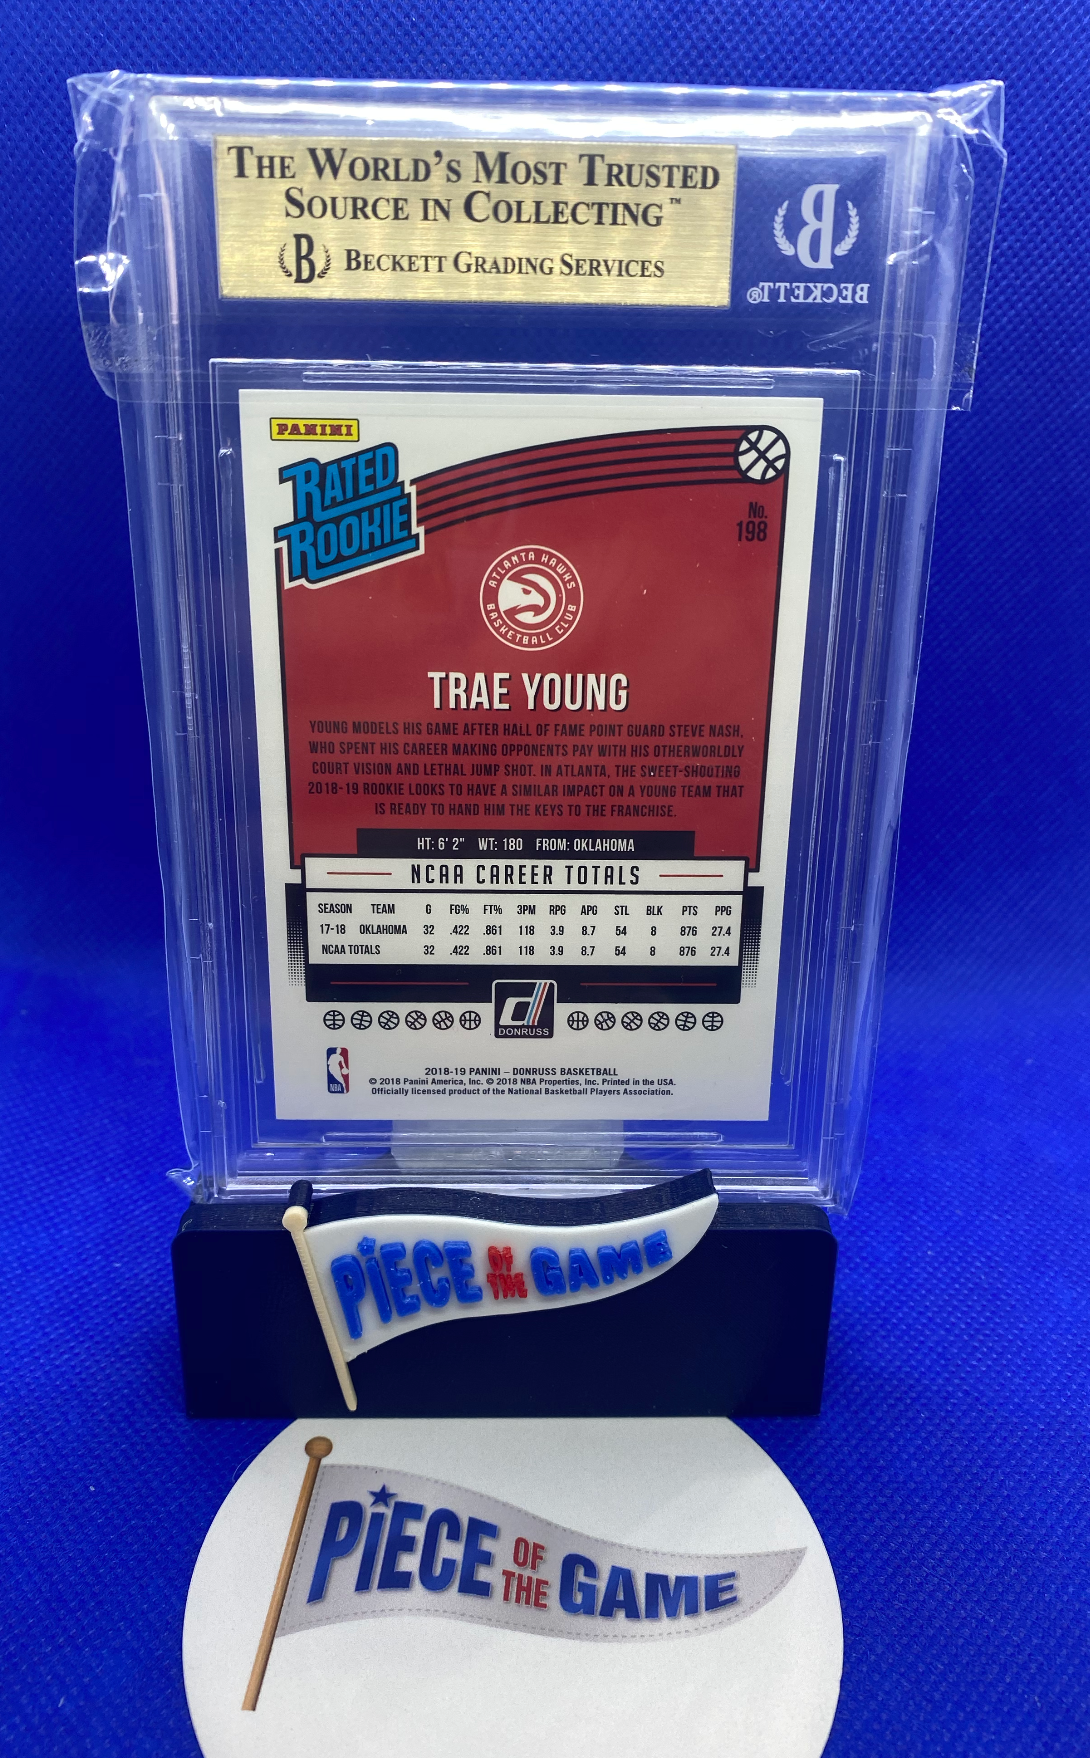 THE WORLD'S MOST TRUSTED
SOURCE IN COLLECTING™
B BECKETT GRADING SERVICES
B
BECKETT®
PANINI
RATED
ROOKIE
No.
198
ATLANTA HAWKS
BASKETBALL CLUB
TRAE YOUNG
YOUNG MODELS HIS GAME AFTER HALL OF FAME POINT GUARD STEVE NASH,
WHO SPENT HIS CAREER MAKING OPPONENTS PAY WITH HIS OTHERWORLDLY
COURT VISION AND LETHAL JUMP SHOT. IN ATLANTA, THE SWEET-SHOOTING
2018-19 ROOKIE LOOKS TO HAVE A SIMILAR IMPACT ON A YOUNG TEAM THAT
IS READY TO HAND HIM THE KEYS TO THE FRANCHISE.
HT: 6' 2" WT: 180 FROM: OKLAHOMA
NCAA CAREER TOTALS
SEASON TEAM G FG% FT% 3PM RPG APG STL BLK PTS PPG
17-18 OKLAHOMA 32 .422 .861 118 3.9 8.7 54 8 876 27.4
NCAA TOTALS 32 .422 .861 118 3.9 8.7 54 8 876 27.4
d
DONRUSS
NBA
2018-19 PANINI – DONRUSS BASKETBALL
© 2018 Panini America, Inc. © 2018 NBA Properties, Inc. Printed in the USA.
Officially licensed product of the National Basketball Players Association.
PIECE OF THE GAME
PIECE OF THE GAME